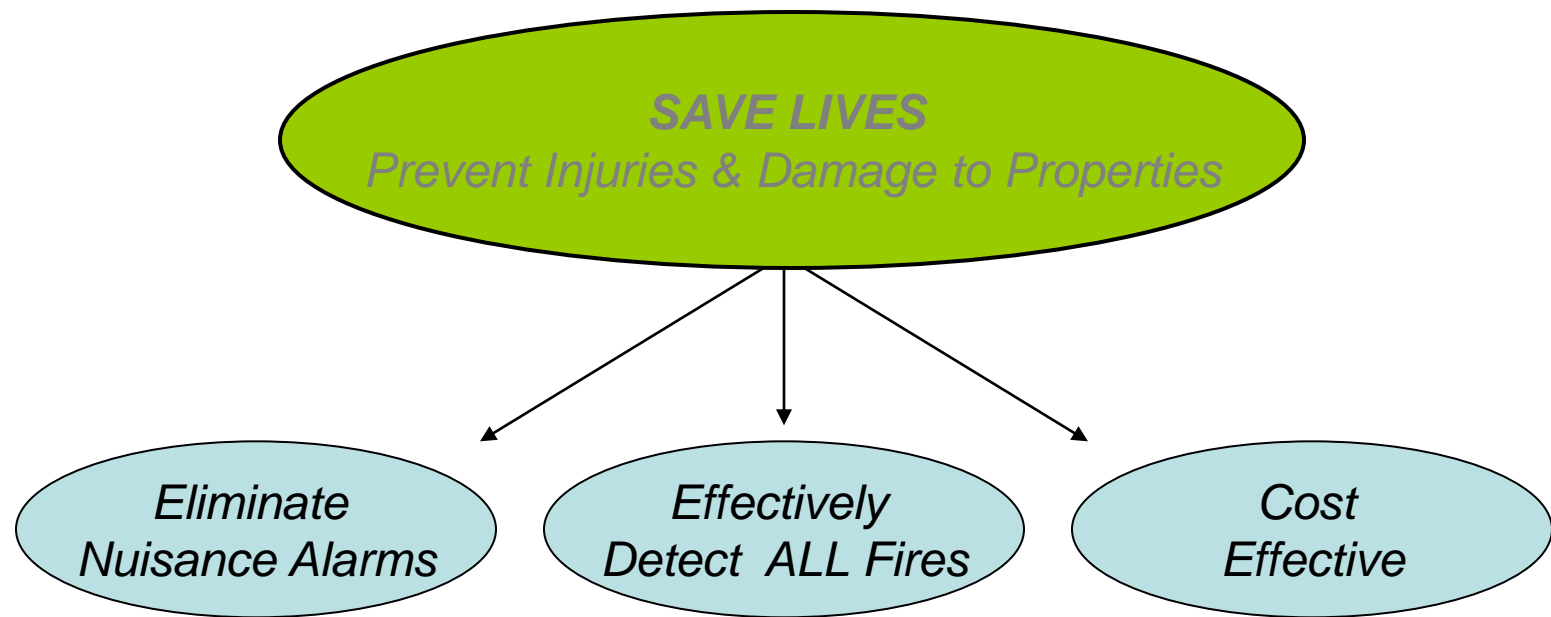 SAVE LIVES
Prevent Injuries & Damage to Properties
Eliminate
Nuisance Alarms
Effectively
Detect ALL Fires
Cost
Effective